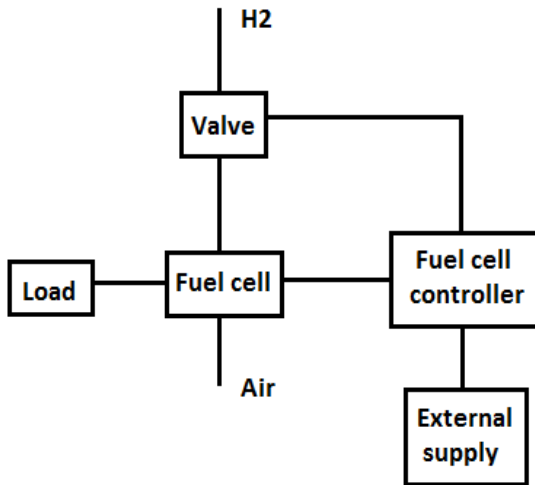 H2
Valve
Fuel cell
controller
Fuel cell
Load
Air
External
supply